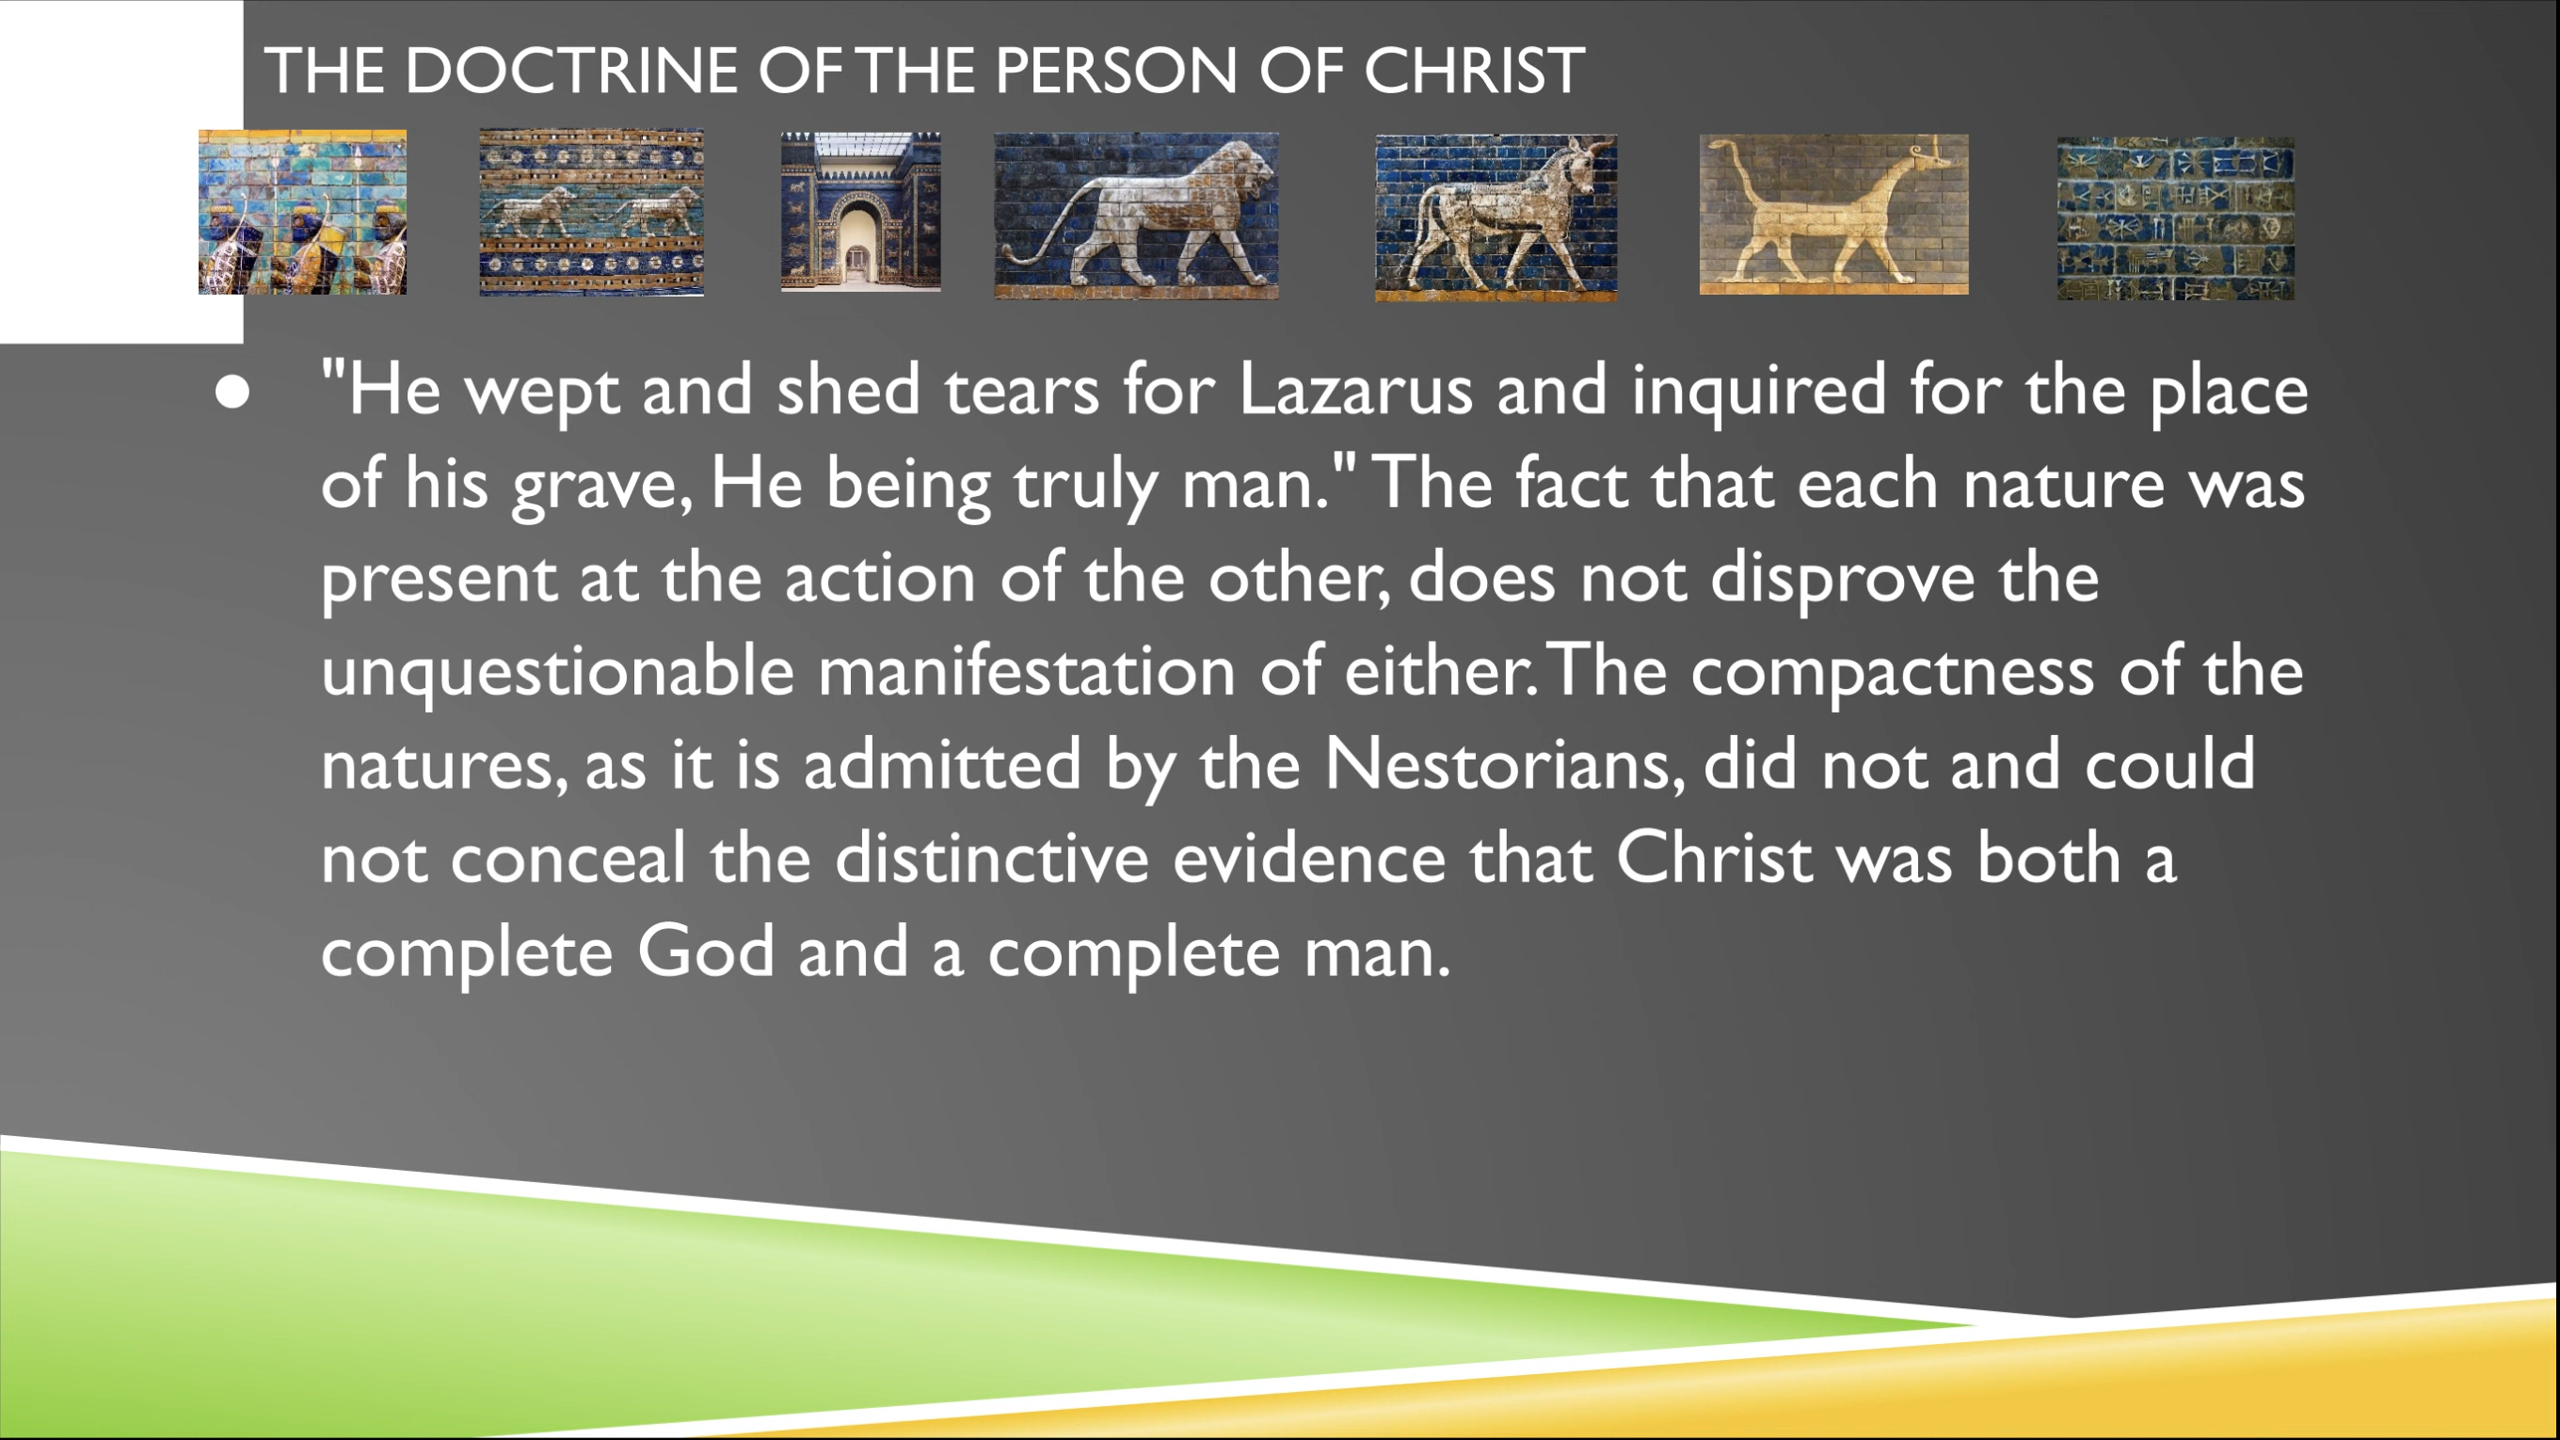 THE DOCTRINE OF THE PERSON OF CHRIST
● "He wept and shed tears for Lazarus and inquired for the place
of his grave, He being truly man." The fact that each nature was
present at the action of the other, does not disprove the
unquestionable manifestation of either. The compactness of the
natures, as it is admitted by the Nestorians, did not and could
not conceal the distinctive evidence that Christ was both a
complete God and a complete man.